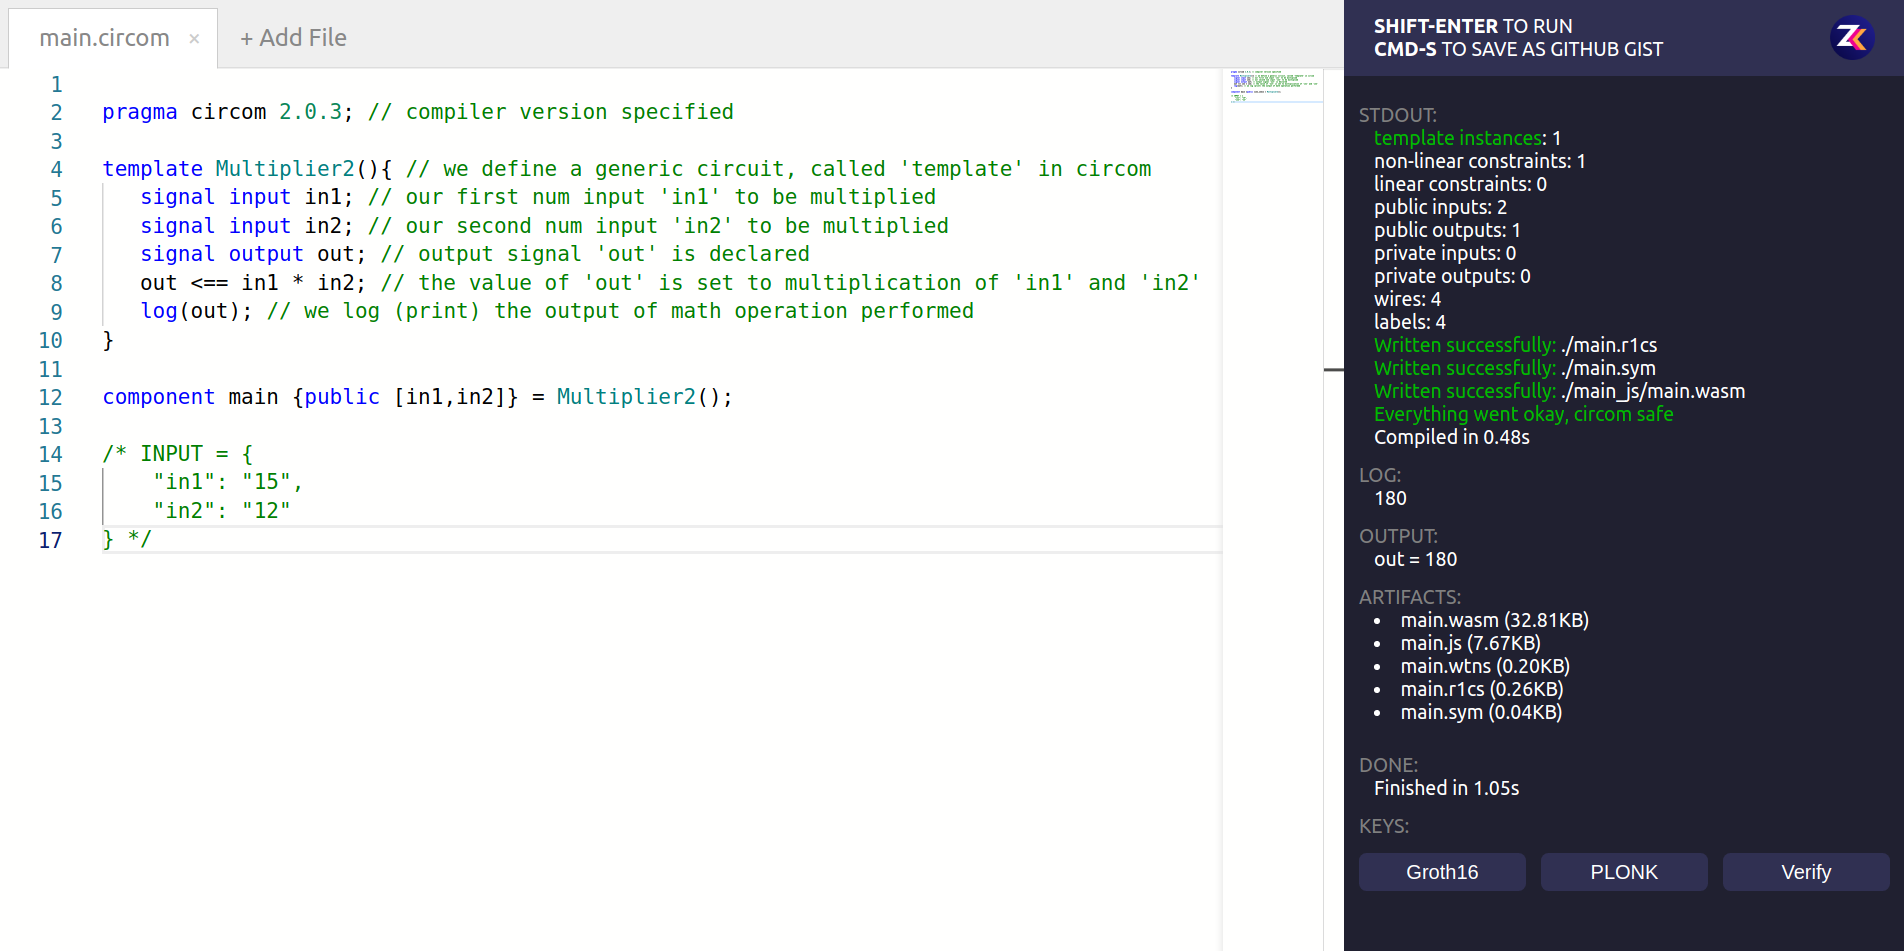 main.circom × + Add File
1
2 pragma circom 2.0.3; // compiler version specified
3
4 template Multiplier2(){ // we define a generic circuit, called 'template' in circom
5 signal input in1; // our first num input 'in1' to be multiplied
6 signal input in2; // our second num input 'in2' to be multiplied
7 signal output out; // output signal 'out' is declared
8 out <== in1 * in2; // the value of 'out' is set to multiplication of 'in1' and 'in2'
9 log(out); // we log (print) the output of math operation performed
10 }
11
12 component main {public [in1,in2]} = Multiplier2();
13
14 /* INPUT = {
15 "in1": "15",
16 "in2": "12"
17 } */
SHIFT-ENTER TO RUN
CMD-S TO SAVE AS GITHUB GIST
STDOUT:
template instances: 1
non-linear constraints: 1
linear constraints: 0
public inputs: 2
public outputs: 1
private inputs: 0
private outputs: 0
wires: 4
labels: 4
Written successfully: ./main.r1cs
Written successfully: ./main.sym
Written successfully: ./main_js/main.wasm
Everything went okay, circom safe
Compiled in 0.48s
LOG:
180
OUTPUT:
out = 180
ARTIFACTS:
• main.wasm (32.81KB)
• main.js (7.67KB)
• main.wtns (0.20KB)
• main.r1cs (0.26KB)
• main.sym (0.04KB)
DONE:
Finished in 1.05s
KEYS:
Groth16 PLONK Verify